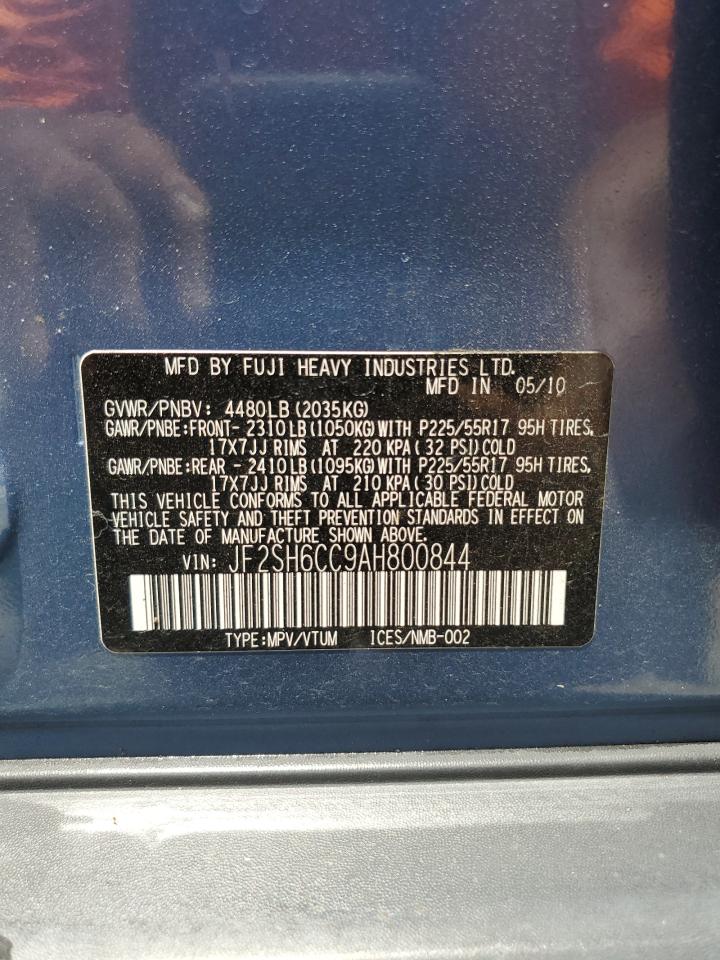 MFD BY FUJI HEAVY INDUSTRIES LTD.
MFD IN 05/10
GVWR/PNBV: 4480LB (2035KG)
GAWR/PNBE:FRONT- 2310 LB (1050KG) WITH P225/55R17 95H TIRES,
17X7JJ RIMS AT 220 KPA ( 32 PSI) COLD
GAWR/PNBE:REAR - 2410 LB (1095KG) WITH P225/55R17 95H TIRES,
17X7JJ RIMS AT 210 KPA ( 30 PSI) COLD
THIS VEHICLE CONFORMS TO ALL APPLICABLE FEDERAL MOTOR
VEHICLE SAFETY AND THEFT PREVENTION STANDARDS IN EFFECT ON
THE DATE OF MANUFACTURE SHOWN ABOVE.
VIN: JF2SH6CC9AH800844
TYPE:MPV/VTUM ICES/NMB-002